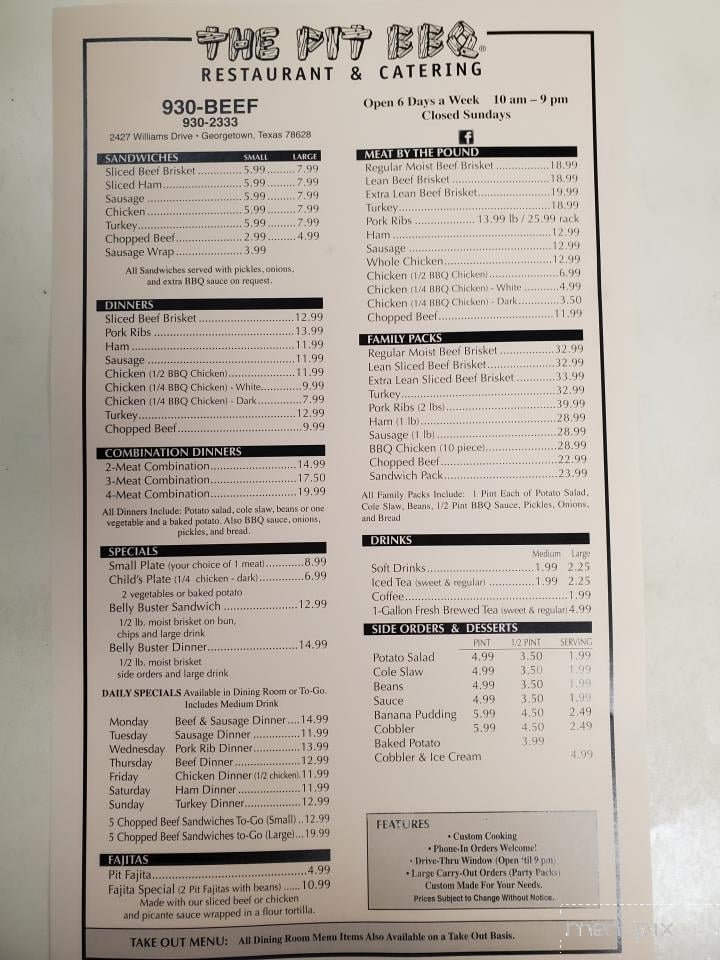 THE PIT BBQ®
RESTAURANT & CATERING
930-BEEF
930-2333
2427 Williams Drive • Georgetown, Texas 78628
Open 6 Days a Week 10 am – 9 pm
Closed Sundays
f
SANDWICHES SMALL LARGE
Sliced Beef Brisket 5.99 7.99
Sliced Ham 5.99 7.99
Sausage 5.99 7.99
Chicken 5.99 7.99
Turkey 5.99 7.99
Chopped Beef 2.99 4.99
Sausage Wrap 3.99
All Sandwiches served with pickles, onions,
and extra BBQ sauce on request.
DINNERS
Sliced Beef Brisket 12.99
Pork Ribs 13.99
Ham 11.99
Sausage 11.99
Chicken (1/2 BBQ Chicken) 11.99
Chicken (1/4 BBQ Chicken) - White 9.99
Chicken (1/4 BBQ Chicken) - Dark 7.99
Turkey 12.99
Chopped Beef 9.99
COMBINATION DINNERS
2-Meat Combination 14.99
3-Meat Combination 17.50
4-Meat Combination 19.99
All Dinners Include: Potato salad, cole slaw, beans or one
vegetable and a baked potato. Also BBQ sauce, onions,
pickles, and bread.
SPECIALS
Small Plate (your choice of 1 meat) 8.99
Child's Plate (1/4 chicken - dark) 6.99
2 vegetables or baked potato
Belly Buster Sandwich 12.99
1/2 lb. moist brisket on bun,
chips and large drink
Belly Buster Dinner 14.99
1/2 lb. moist brisket
side orders and large drink
DAILY SPECIALS Available in Dining Room or To-Go.
Includes Medium Drink
Monday Beef & Sausage Dinner 14.99
Tuesday Sausage Dinner 11.99
Wednesday Pork Rib Dinner 13.99
Thursday Beef Dinner 12.99
Friday Chicken Dinner (1/2 chicken) 11.99
Saturday Ham Dinner 11.99
Sunday Turkey Dinner 12.99
5 Chopped Beef Sandwiches To-Go (Small) 12.99
5 Chopped Beef Sandwiches to-Go (Large) 19.99
FAJITAS
Pit Fajita 4.99
Fajita Special (2 Pit Fajitas with beans) 10.99
Made with our sliced beef or chicken
and picante sauce wrapped in a flour tortilla.
MEAT BY THE POUND
Regular Moist Beef Brisket 18.99
Lean Beef Brisket 18.99
Extra Lean Beef Brisket 19.99
Turkey 18.99
Pork Ribs 13.99 lb / 25.99 rack
Ham 12.99
Sausage 12.99
Whole Chicken 12.99
Chicken (1/2 BBQ Chicken) 6.99
Chicken (1/4 BBQ Chicken) - White 4.99
Chicken (1/4 BBQ Chicken) - Dark 3.50
Chopped Beef 11.99
FAMILY PACKS
Regular Moist Beef Brisket 32.99
Lean Sliced Beef Brisket 32.99
Extra Lean Sliced Beef Brisket 33.99
Turkey 32.99
Pork Ribs (2 lbs) 39.99
Ham (1 lb) 28.99
Sausage (1 lb) 28.99
BBQ Chicken (10 piece) 28.99
Chopped Beef 22.99
Sandwich Pack 23.99
All Family Packs Include: 1 Pint Each of Potato Salad,
Cole Slaw, Beans, 1/2 Pint BBQ Sauce, Pickles, Onions,
and Bread
DRINKS
Medium Large
Soft Drinks 1.99 2.25
Iced Tea (sweet & regular) 1.99 2.25
Coffee 1.99
1-Gallon Fresh Brewed Tea (sweet & regular) 4.99
SIDE ORDERS & DESSERTS
PINT 1/2 PINT SERVING
Potato Salad 4.99 3.50 1.99
Cole Slaw 4.99 3.50 1.99
Beans 4.99 3.50 1.99
Sauce 4.99 3.50 1.99
Banana Pudding 5.99 4.50 2.49
Cobbler 5.99 4.50 2.49
Baked Potato 3.99
Cobbler & Ice Cream 4.99
FEATURES
• Custom Cooking
• Phone-In Orders Welcome!
• Drive-Thru Window (Open 'til 9 pm)
• Large Carry-Out Orders (Party Packs)
Custom Made For Your Needs.
Prices Subject to Change Without Notice.
TAKE OUT MENU: All Dining Room Menu Items Also Available on a Take Out Basis.
menupix